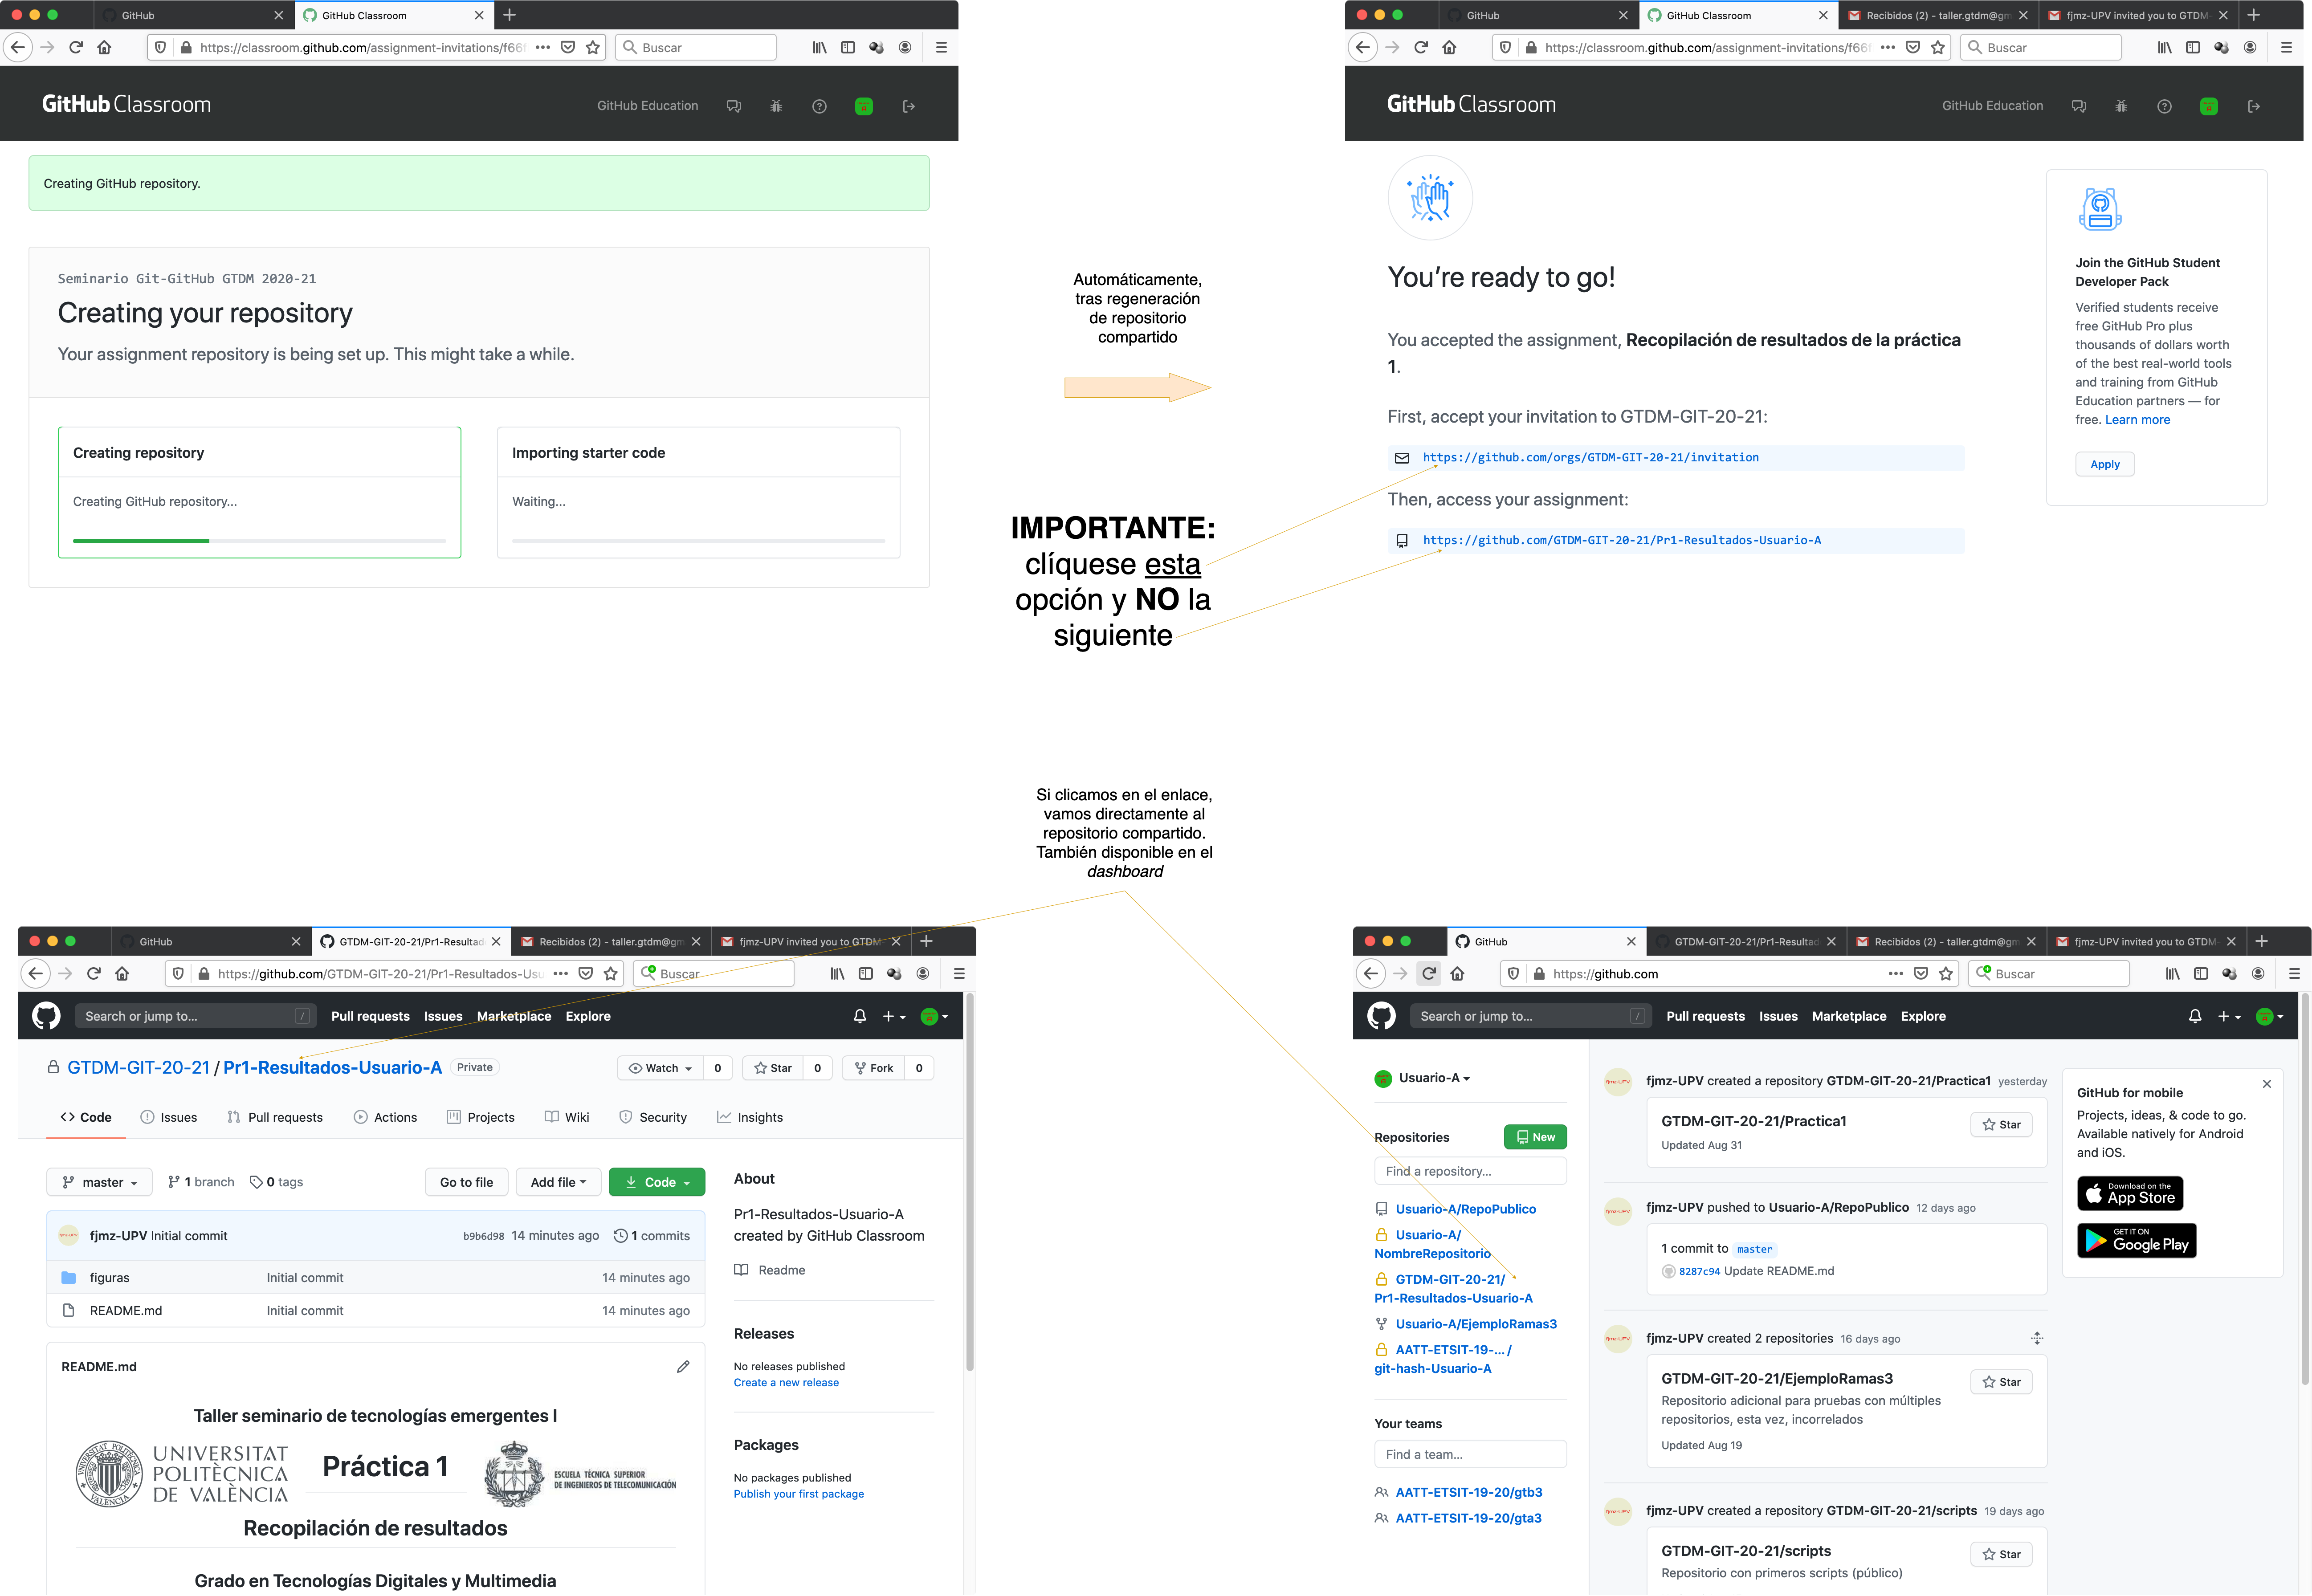 GitHub
GitHub Classroom
https://classroom.github.com/assignment-invitations/f66f
Buscar
GitHub Classroom
GitHub Education
Creating GitHub repository.
Seminario Git-GitHub GTDM 2020-21
Creating your repository
Your assignment repository is being set up. This might take a while.
Creating repository
Creating GitHub repository...
Importing starter code
Waiting...
Automáticamente,
tras regeneración
de repositorio
compartido
IMPORTANTE:
clíquese esta
opción y NO la
siguiente
GitHub
GitHub Classroom
Recibidos (2) - taller.gtdm@gm
fjmz-UPV invited you to GTDM-
https://classroom.github.com/assignment-invitations/f66f
Buscar
GitHub Classroom
GitHub Education
You're ready to go!
You accepted the assignment, Recopilación de resultados de la práctica
1.
First, accept your invitation to GTDM-GIT-20-21:
https://github.com/orgs/GTDM-GIT-20-21/invitation
Then, access your assignment:
https://github.com/GTDM-GIT-20-21/Pr1-Resultados-Usuario-A
Join the GitHub Student
Developer Pack
Verified students receive
free GitHub Pro plus
thousands of dollars worth
of the best real-world tools
and training from GitHub
Education partners — for
free. Learn more
Apply
Si clicamos en el enlace,
vamos directamente al
repositorio compartido.
También disponible en el
dashboard
GitHub
GTDM-GIT-20-21/Pr1-Resultad
Recibidos (2) - taller.gtdm@gm
fjmz-UPV invited you to GTDM-
https://github.com/GTDM-GIT-20-21/Pr1-Resultados-Usu
Buscar
Search or jump to...
/
Pull requests
Issues
Marketplace
Explore
GTDM-GIT-20-21 / Pr1-Resultados-Usuario-A
Private
Watch
0
Star
0
Fork
0
Code
Issues
Pull requests
Actions
Projects
Wiki
Security
Insights
master
1 branch
0 tags
Go to file
Add file
Code
fjmz-UPV Initial commit
b9b6d98 14 minutes ago
1 commits
figuras
Initial commit
14 minutes ago
README.md
Initial commit
14 minutes ago
README.md
Taller seminario de tecnologías emergentes I
UNIVERSITAT
POLITÈCNICA
DE VALÈNCIA
Práctica 1
ESCUELA TÉCNICA SUPERIOR
DE INGENIEROS DE TELECOMUNICACIÓN
Recopilación de resultados
Grado en Tecnologías Digitales y Multimedia
About
Pr1-Resultados-Usuario-A
created by GitHub Classroom
Readme
Releases
No releases published
Create a new release
Packages
No packages published
Publish your first package
GitHub
GTDM-GIT-20-21/Pr1-Resultad
Recibidos (2) - taller.gtdm@gm
fjmz-UPV invited you to GTDM-
https://github.com
Buscar
Search or jump to...
/
Pull requests
Issues
Marketplace
Explore
Usuario-A
Repositories
New
Find a repository...
Usuario-A/RepoPublico
Usuario-A/
NombreRepositorio
GTDM-GIT-20-21/
Pr1-Resultados-Usuario-A
Usuario-A/EjemploRamas3
AATT-ETSIT-19-... /
git-hash-Usuario-A
Your teams
Find a team...
AATT-ETSIT-19-20/gtb3
AATT-ETSIT-19-20/gta3
fjmz-UPV created a repository GTDM-GIT-20-21/Practica1 yesterday
GTDM-GIT-20-21/Practica1
Star
Updated Aug 31
fjmz-UPV pushed to Usuario-A/RepoPublico 12 days ago
1 commit to master
8287c94 Update README.md
fjmz-UPV created 2 repositories 16 days ago
GTDM-GIT-20-21/EjemploRamas3
Star
Repositorio adicional para pruebas con múltiples
repositorios, esta vez, incorrelados
Updated Aug 19
fjmz-UPV created a repository GTDM-GIT-20-21/scripts 19 days ago
GTDM-GIT-20-21/scripts
Star
Repositorio con primeros scripts (público)
GitHub for mobile
Projects, ideas, & code to go.
Available natively for Android
and iOS.
Download on the
App Store
GET IT ON
Google Play